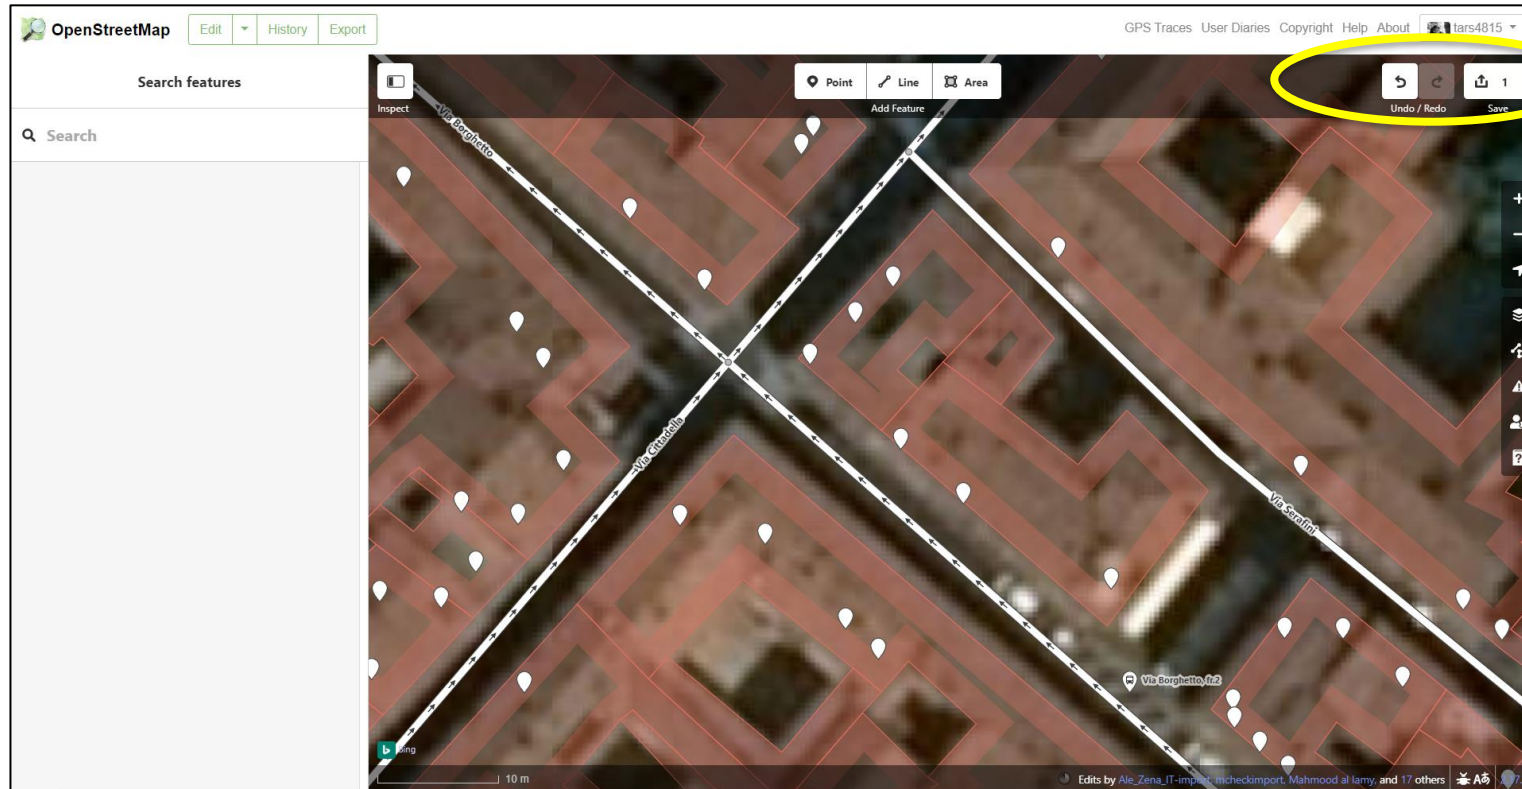 OpenStreetMap Edit History Export GPS Traces User Diaries Copyright Help About tars4815
Search features
Point Line Area 1
Inspect Add Feature Undo / Redo Save
Search
Via Borghetto
Via Cittadella
Via Serafini
Via Borghetto, fr.2
bing
10 m
Edits by Ale_Zena_IT-import, mcheckimport, Mahmood al lamy, and 17 others